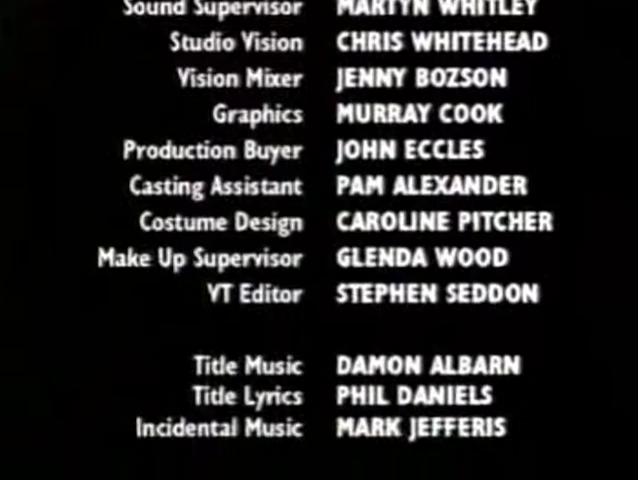 Sound Supervisor MARTYN WHITLEY
Studio Vision CHRIS WHITEHEAD
Vision Mixer JENNY BOZSON
Graphics MURRAY COOK
Production Buyer JOHN ECCLES
Casting Assistant PAM ALEXANDER
Costume Design CAROLINE PITCHER
Make Up Supervisor GLENDA WOOD
VT Editor STEPHEN SEDDON
Title Music DAMON ALBARN
Title Lyrics PHIL DANIELS
Incidental Music MARK JEFFERIS